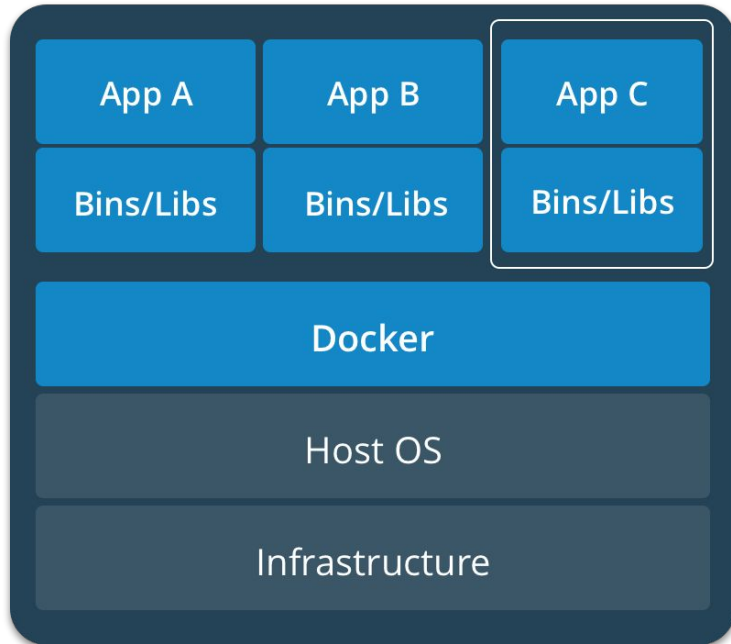 App A
App B
App C
Bins/Libs
Bins/Libs
Bins/Libs
Docker
Host OS
Infrastructure